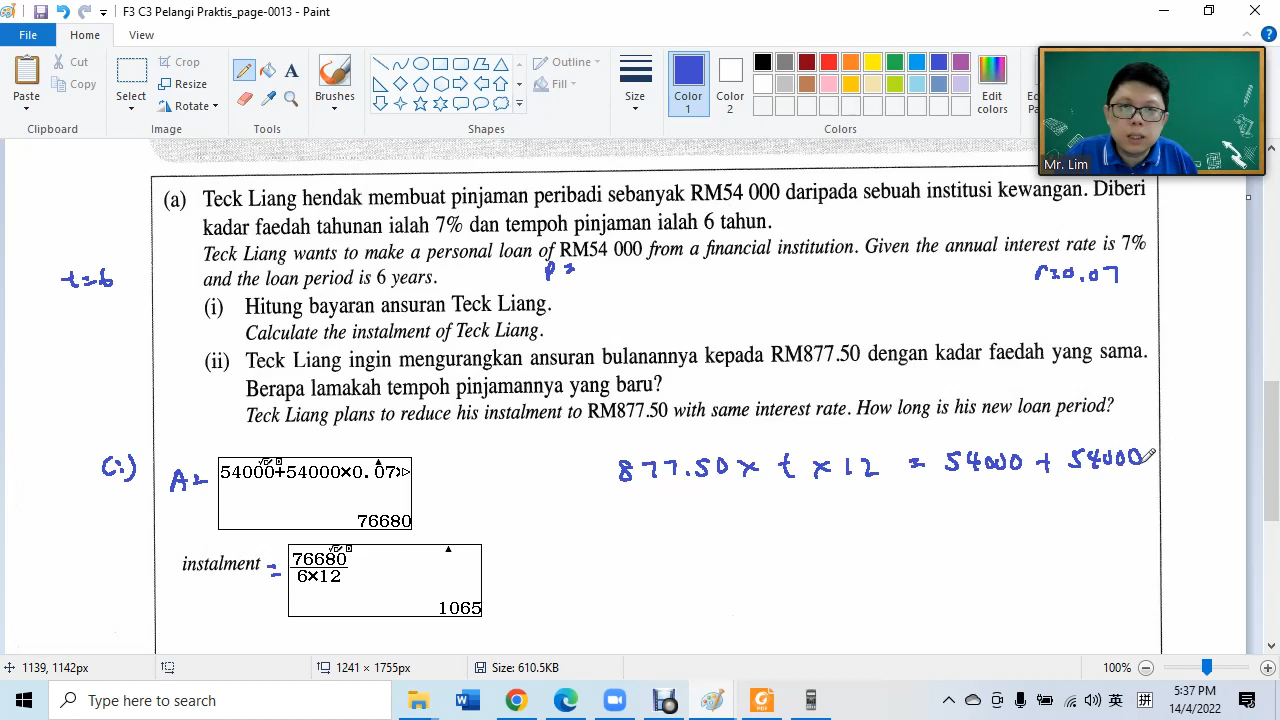 F3 C3 Pelangi Praktis_page-0013 - Paint
File
Home
View
Paste
Cut
Copy
Clipboard
Select
Crop
Resize
Rotate
Image
A
Tools
Brushes
Outline
Fill
Shapes
Size
Color 1
Color 2
Edit colors
Colors
Mr. Lim
(a) Teck Liang hendak membuat pinjaman peribadi sebanyak RM54 000 daripada sebuah institusi kewangan. Diberi
kadar faedah tahunan ialah 7% dan tempoh pinjaman ialah 6 tahun.
Teck Liang wants to make a personal loan of RM54 000 from a financial institution. Given the annual interest rate is 7%
and the loan period is 6 years.
t=6
P =
r=0.07
(i) Hitung bayaran ansuran Teck Liang.
Calculate the instalment of Teck Liang.
(ii) Teck Liang ingin mengurangkan ansuran bulanannya kepada RM877.50 dengan kadar faedah yang sama.
Berapa lamakah tempoh pinjamannya yang baru?
Teck Liang plans to reduce his instalment to RM877.50 with same interest rate. How long is his new loan period?
(i) A= 54000+54000×0.07
76680
877.50 × t × 12 = 54000 + 54000
instalment = 76680
6×12
1065
1139, 1142px
1241 × 1755px
Size: 610.5KB
100%
Type here to search
英
拼
5:37 PM
14/4/2022